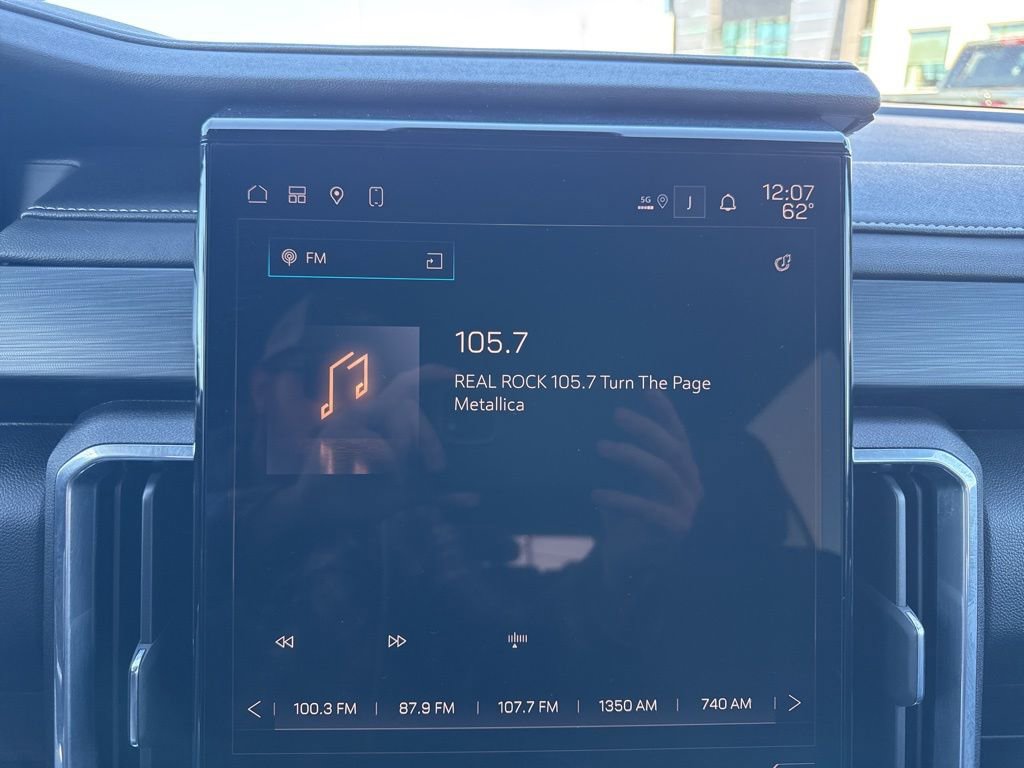 5G J 12:07
62°
FM
105.7
REAL ROCK 105.7 Turn The Page
Metallica
100.3 FM 87.9 FM 107.7 FM 1350 AM 740 AM